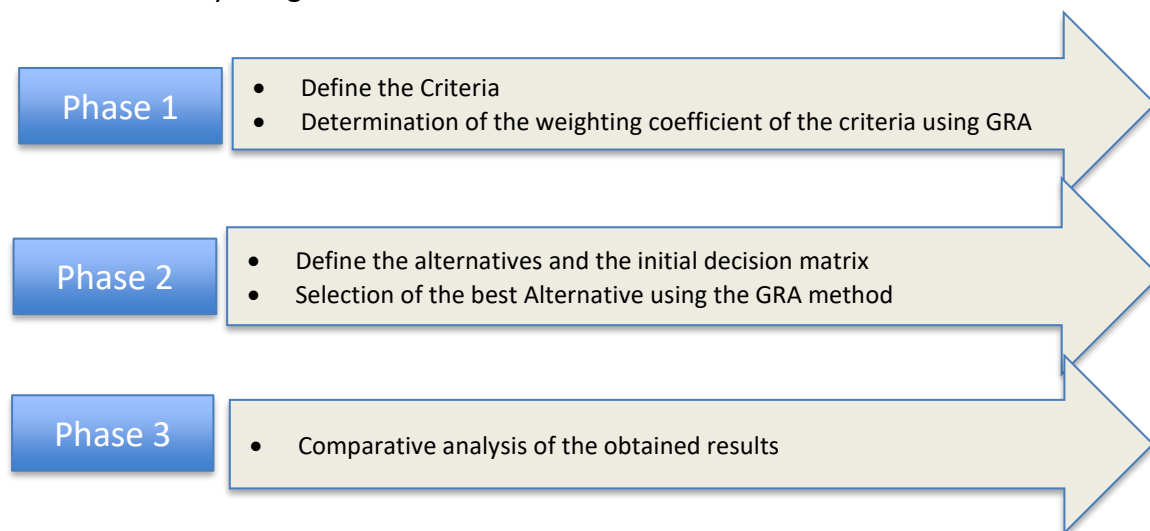 Phase 1
• Define the Criteria
• Determination of the weighting coefficient of the criteria using GRA
Phase 2
• Define the alternatives and the initial decision matrix
• Selection of the best Alternative using the GRA method
Phase 3
• Comparative analysis of the obtained results